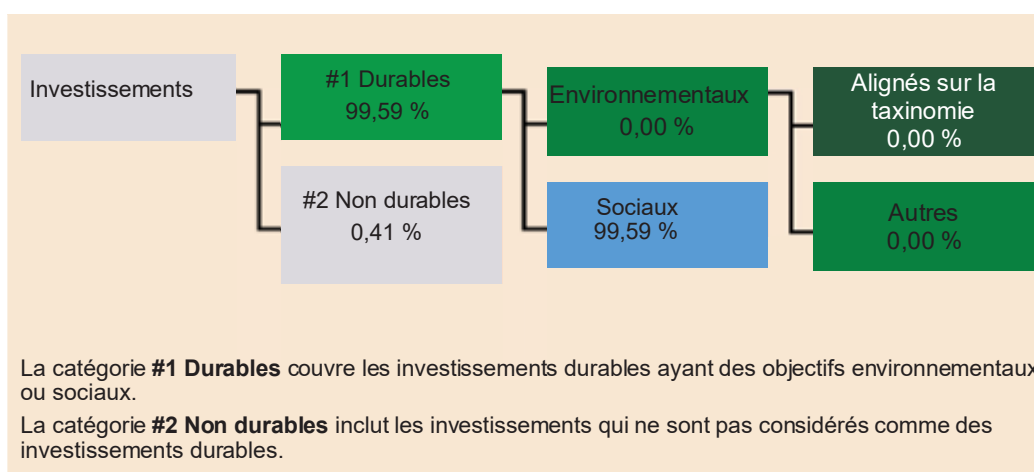 Investissements
#1 Durables
99,59 %
#2 Non durables
0,41 %
Environnementaux
0,00 %
Sociaux
99,59 %
Alignés sur la
taxinomie
0,00 %
Autres
0,00 %
La catégorie #1 Durables couvre les investissements durables ayant des objectifs environnementaux
ou sociaux.
La catégorie #2 Non durables inclut les investissements qui ne sont pas considérés comme des
investissements durables.